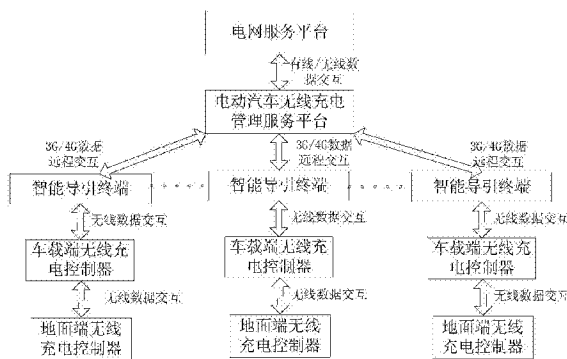 电网服务平台
有线/无线数
据交互
电动汽车无线充电
管理服务平台
3G/4G数据
远程交互
3G/4G数据
远程交互
3G/4G数据
远程交互
智能导引终端
智能导引终端
智能导引终端
无线数据交互
无线数据交互
无线数据交互
车载端无线充
电控制器
车载端无线充
电控制器
车载端无线充
电控制器
无线数据交互
无线数据交互
无线数据交互
地面端无线
充电控制器
地面端无线
充电控制器
地面端无线
充电控制器